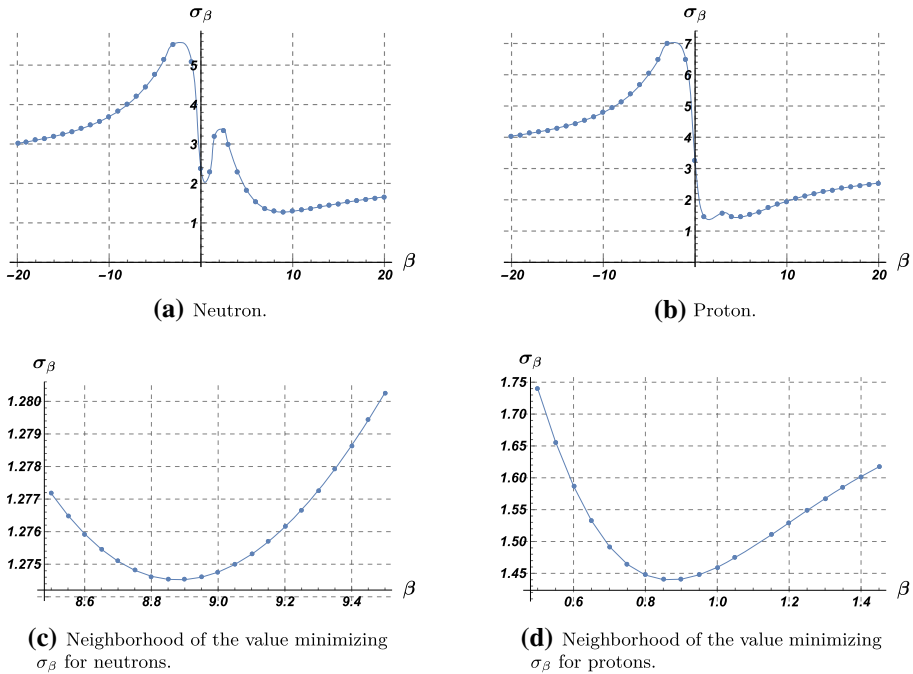 σβ
5
4
3
2
1
−20 −10 10 20 β
(a) Neutron.
σβ
7
6
5
4
3
2
1
−20 −10 10 20 β
(b) Proton.
σβ
1.280
1.279
1.278
1.277
1.276
1.275
8.6 8.8 9.0 9.2 9.4 β
(c) Neighborhood of the value minimizing
σβ for neutrons.
σβ
1.75
1.70
1.65
1.60
1.55
1.50
1.45
0.6 0.8 1.0 1.2 1.4 β
(d) Neighborhood of the value minimizing
σβ for protons.